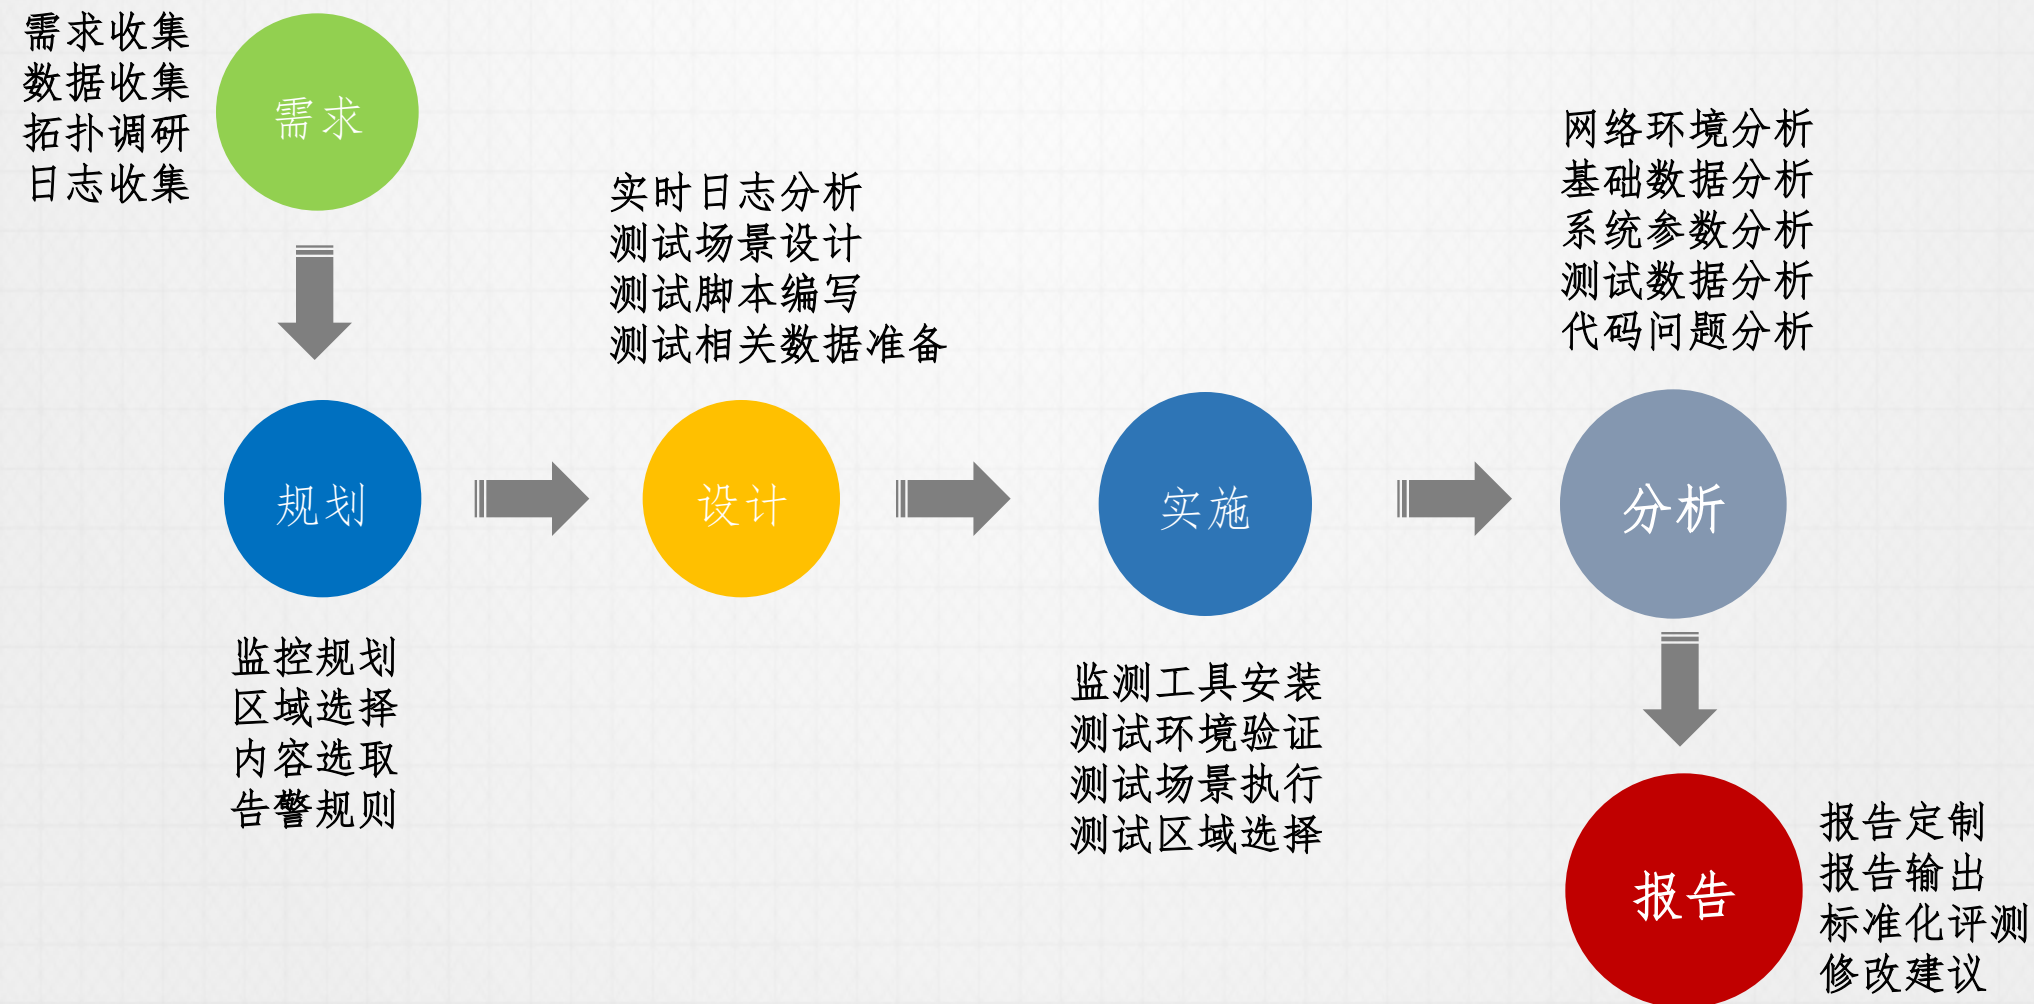 需求收集
数据收集
拓扑调研
日志收集
需求
实时日志分析
测试场景设计
测试脚本编写
测试相关数据准备
网络环境分析
基础数据分析
系统参数分析
测试数据分析
代码问题分析
规划
设计
实施
分析
监控规划
区域选择
内容选取
告警规则
监测工具安装
测试环境验证
测试场景执行
测试区域选择
报告
报告定制
报告输出
标准化评测
修改建议